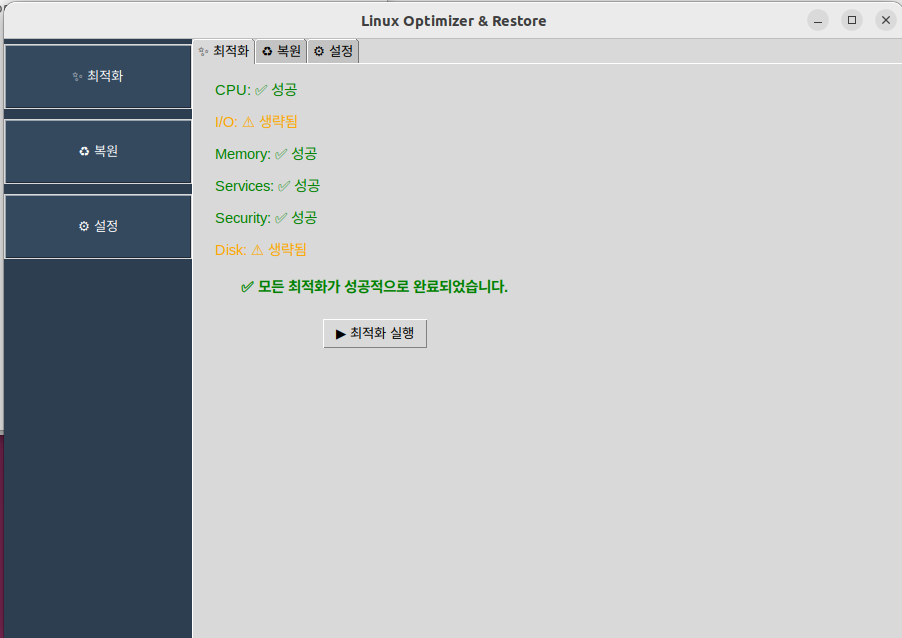 Linux Optimizer & Restore
✨ 최적화
♻ 복원
⚙ 설정
✨ 최적화 ♻ 복원 ⚙ 설정
CPU: ✅ 성공
I/O: ⚠ 생략됨
Memory: ✅ 성공
Services: ✅ 성공
Security: ✅ 성공
Disk: ⚠ 생략됨
✅ 모든 최적화가 성공적으로 완료되었습니다.
▶ 최적화 실행